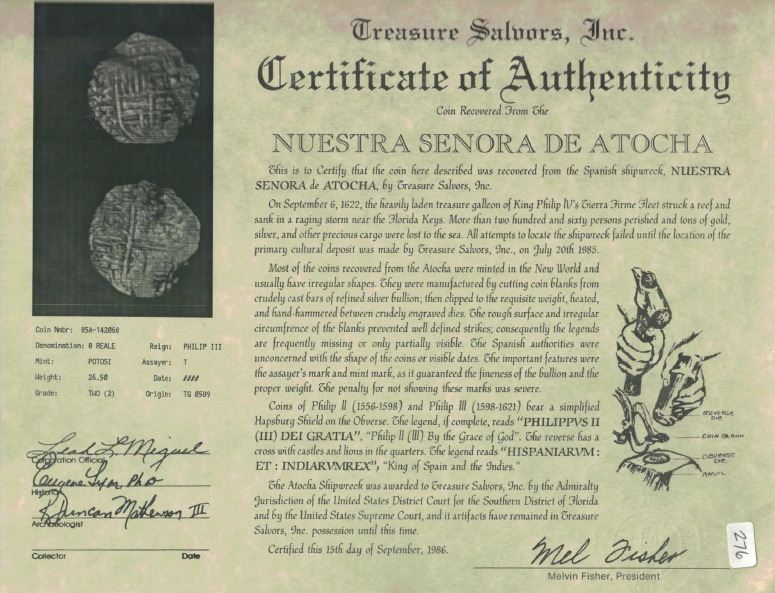 Treasure Salvors, Inc.
Certificate of Authenticity
Coin Recovered From The
NUESTRA SENORA DE ATOCHA
This is to Certify that the coin here described was recovered from the Spanish shipwreck, NUESTRA
SENORA de ATOCHA, by Treasure Salvors, Inc.
On September 6, 1622, the heavily laden treasure galleon of King Philip IV's Tierra Firme Fleet struck a reef and
sank in a raging storm near the Florida Keys. More than two hundred and sixty persons perished and tons of gold,
silver, and other precious cargo were lost to the sea. All attempts to locate the shipwreck failed until the location of the
primary cultural deposit was made by Treasure Salvors, Inc., on July 20th 1985.
Most of the coins recovered from the Atocha were minted in the New World and
usually have irregular shapes. They were manufactured by cutting coin blanks from
crudely cast bars of refined silver bullion; then clipped to the requisite weight, heated,
and hand-hammered between crudely engraved dies. The rough surface and irregular
circumfrence of the blanks prevented well defined strikes; consequently the legends
are frequently missing or only partially visible. The Spanish authorities were
unconcerned with the shape of the coins or visible dates. The important features were
the assayer's mark and mint mark, as it guaranteed the fineness of the bullion and the
proper weight. The penalty for not showing these marks was severe.
Coins of Philip II (1556-1598) and Philip III (1598-1621) bear a simplified
Hapsburg Shield on the Obverse. The legend, if complete, reads "PHILIPPVS II
(III) DEI GRATIA", "Philip II (III) By the Grace of God". The reverse has a
cross with castles and lions in the quarters. The legend reads "HISPANIARVM :
ET : INDIARVMREX", "King of Spain and the Indies."
The Atocha Shipwreck was awarded to Treasure Salvors, Inc. by the Admiralty
Jurisdiction of the United States District Court for the Southern District of Florida
and by the United States Supreme Court, and it artifacts have remained in Treasure
Salvors, Inc. possession until this time.
Certified this 15th day of September, 1986.
Coin Nmbr: 85A-142068
Denomination: 8 REALE Reign: PHILIP III
Mint: POTOSI Assayer: T
Weight: 26.50 Date: ####
Grade: TWO (2) Origin: TG 0589
Leah L. Miguel
Corporation Official
Eugene Lyon Ph D
Historian
R. Duncan Mathewson III
Archeologist
Collector Date
REVERSE
DIE
COIN BLANK
OBVERSE
DIE
ANVIL
Mel Fisher
Melvin Fisher, President
276